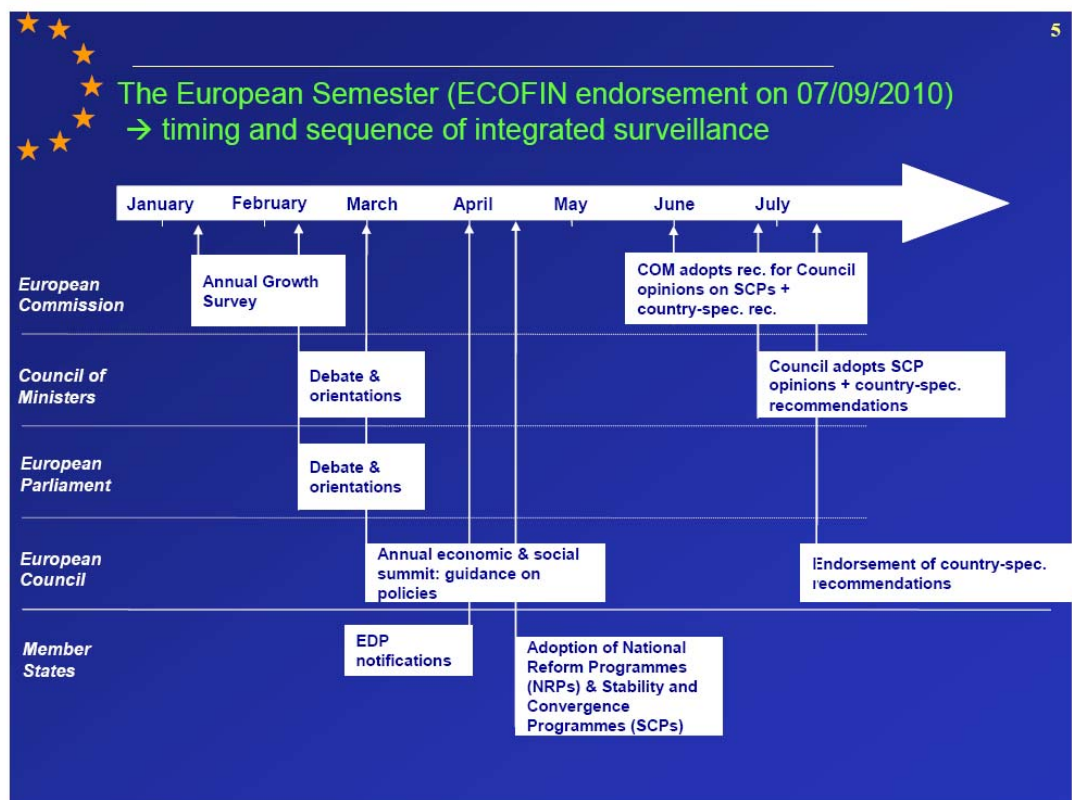 5
The European Semester (ECOFIN endorsement on 07/09/2010)
→ timing and sequence of integrated surveillance
January February March April May June July
European
Commission
Annual Growth
Survey
COM adopts rec. for Council
opinions on SCPs +
country-spec. rec.
Council of
Ministers
Debate &
orientations
Council adopts SCP
opinions + country-spec.
recommendations
European
Parliament
Debate &
orientations
European
Council
Annual economic & social
summit: guidance on
policies
Endorsement of country-spec.
recommendations
Member
States
EDP
notifications
Adoption of National
Reform Programmes
(NRPs) & Stability and
Convergence
Programmes (SCPs)